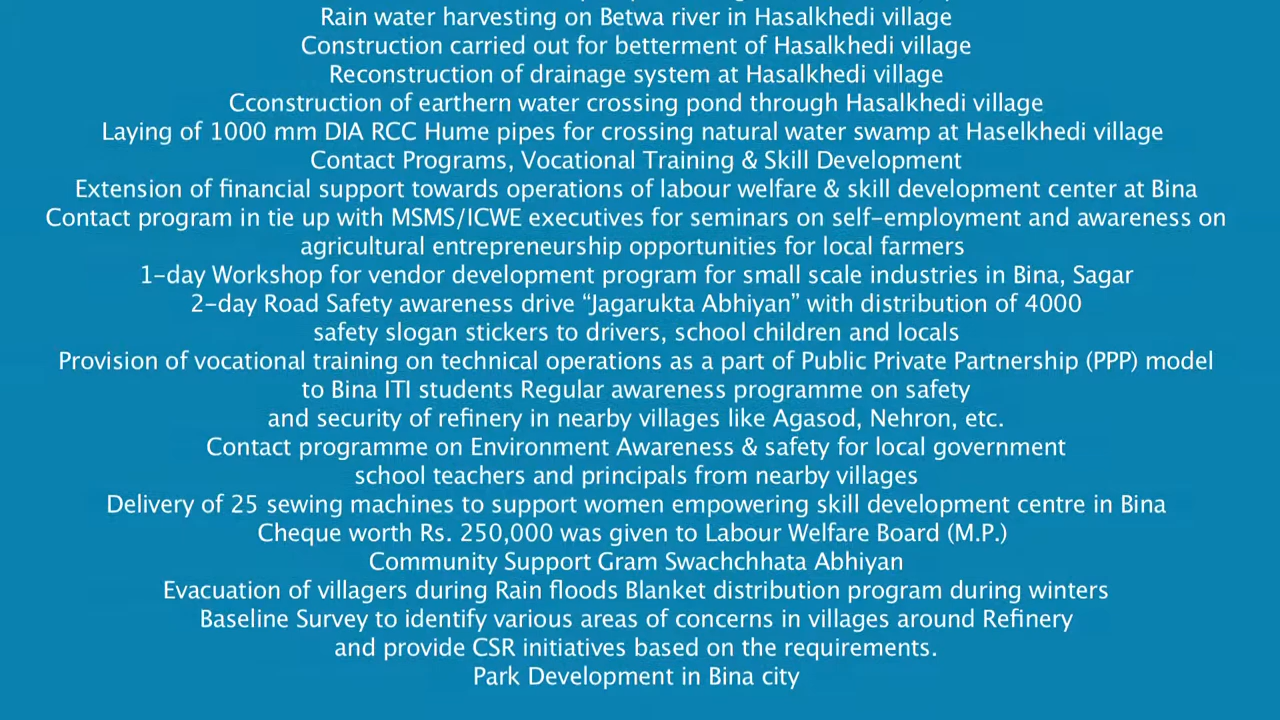 Rain water harvesting on Betwa river in Hasalkhedi village
Construction carried out for betterment of Hasalkhedi village
Reconstruction of drainage system at Hasalkhedi village
Cconstruction of earthern water crossing pond through Hasalkhedi village
Laying of 1000 mm DIA RCC Hume pipes for crossing natural water swamp at Haselkhedi village
Contact Programs, Vocational Training & Skill Development
Extension of financial support towards operations of labour welfare & skill development center at Bina
Contact program in tie up with MSMS/ICWE executives for seminars on self-employment and awareness on
agricultural entrepreneurship opportunities for local farmers
1-day Workshop for vendor development program for small scale industries in Bina, Sagar
2-day Road Safety awareness drive “Jagarukta Abhiyan” with distribution of 4000
safety slogan stickers to drivers, school children and locals
Provision of vocational training on technical operations as a part of Public Private Partnership (PPP) model
to Bina ITI students Regular awareness programme on safety
and security of refinery in nearby villages like Agasod, Nehron, etc.
Contact programme on Environment Awareness & safety for local government
school teachers and principals from nearby villages
Delivery of 25 sewing machines to support women empowering skill development centre in Bina
Cheque worth Rs. 250,000 was given to Labour Welfare Board (M.P.)
Community Support Gram Swachchhata Abhiyan
Evacuation of villagers during Rain floods Blanket distribution program during winters
Baseline Survey to identify various areas of concerns in villages around Refinery
and provide CSR initiatives based on the requirements.
Park Development in Bina city